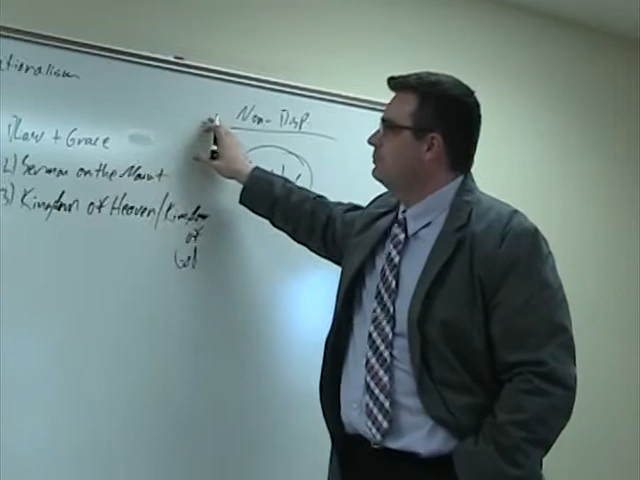 ationalism
Non-Disp.
1) Law + Grace
2) Sermon on the Mount
3) Kingdom of Heaven/Kingdom
of
God